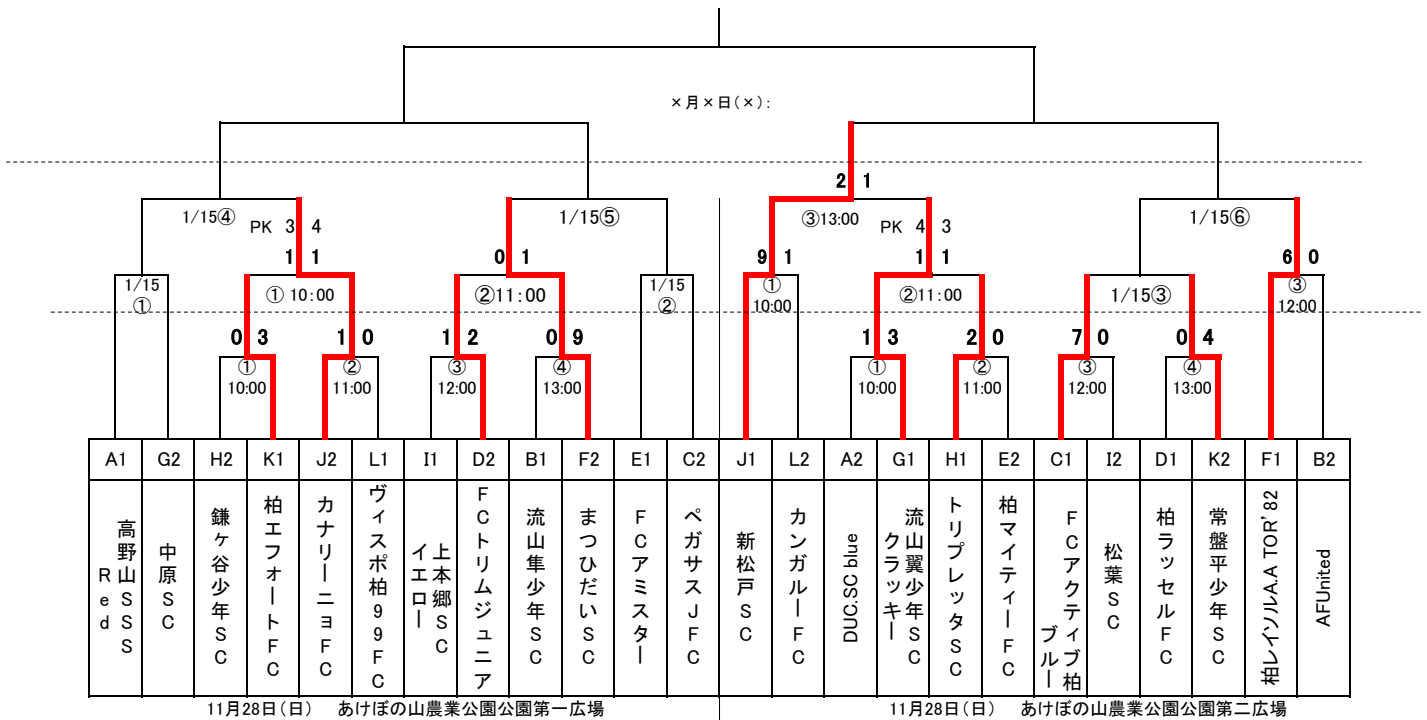 ×月×日(×):
2 1
1/15④
1/15⑤
③13:00
1/15⑥
PK 3 4
PK 4 3
1 1
0 1
9 1
1 1
6 0
1/15
①
① 10:00
②11:00
1/15
②
①
10:00
②11:00
1/15③
③
12:00
0 3
1 0
1 2
0 9
1 3
2 0
7 0
0 4
①
10:00
②
11:00
③
12:00
④
13:00
①
10:00
②
11:00
③
12:00
④
13:00
A1 G2 H2 K1 J2 L1 I1 D2 B1 F2 E1 C2 J1 L2 A2 G1 H1 E2 C1 I2 D1 K2 F1 B2
高野山SSS
Red
中原SC
鎌ヶ谷少年SC
柏エフォートFC
カナリーニョFC
ヴィスポ柏99FC
上本郷SC
イエロー
FCトリムジュニア
流山隼少年SC
まつひだいSC
FCアミスター
ペガサスJFC
新松戸SC
カンガルーFC
DUC.SC blue
流山翼少年SC
クラッキー
トリプレッタSC
柏マイティーFC
FCアクティブ柏
ブルー
松葉SC
柏ラッセルFC
常盤平少年SC
柏レイソルA.A TOR'82
AFUnited
11月28日(日) あけぼの山農業公園公園第一広場
11月28日(日) あけぼの山農業公園公園第二広場